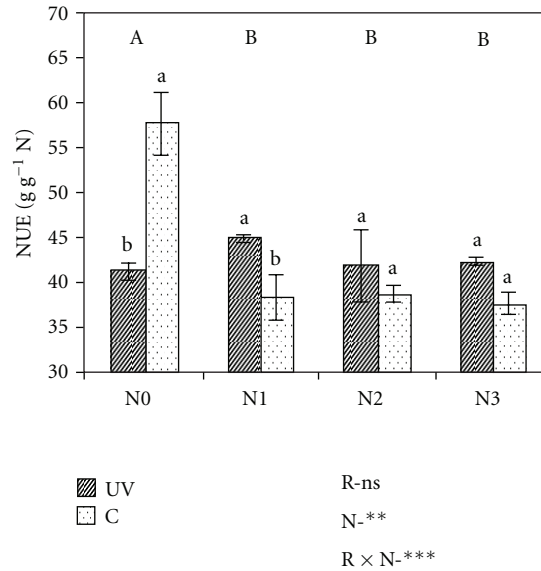 70
65
60
55
50
45
40
35
30
NUE (g g⁻¹ N)
A B B B
b a a b a a a a
N0 N1 N2 N3
UV
C
R-ns
N-**
R × N-***